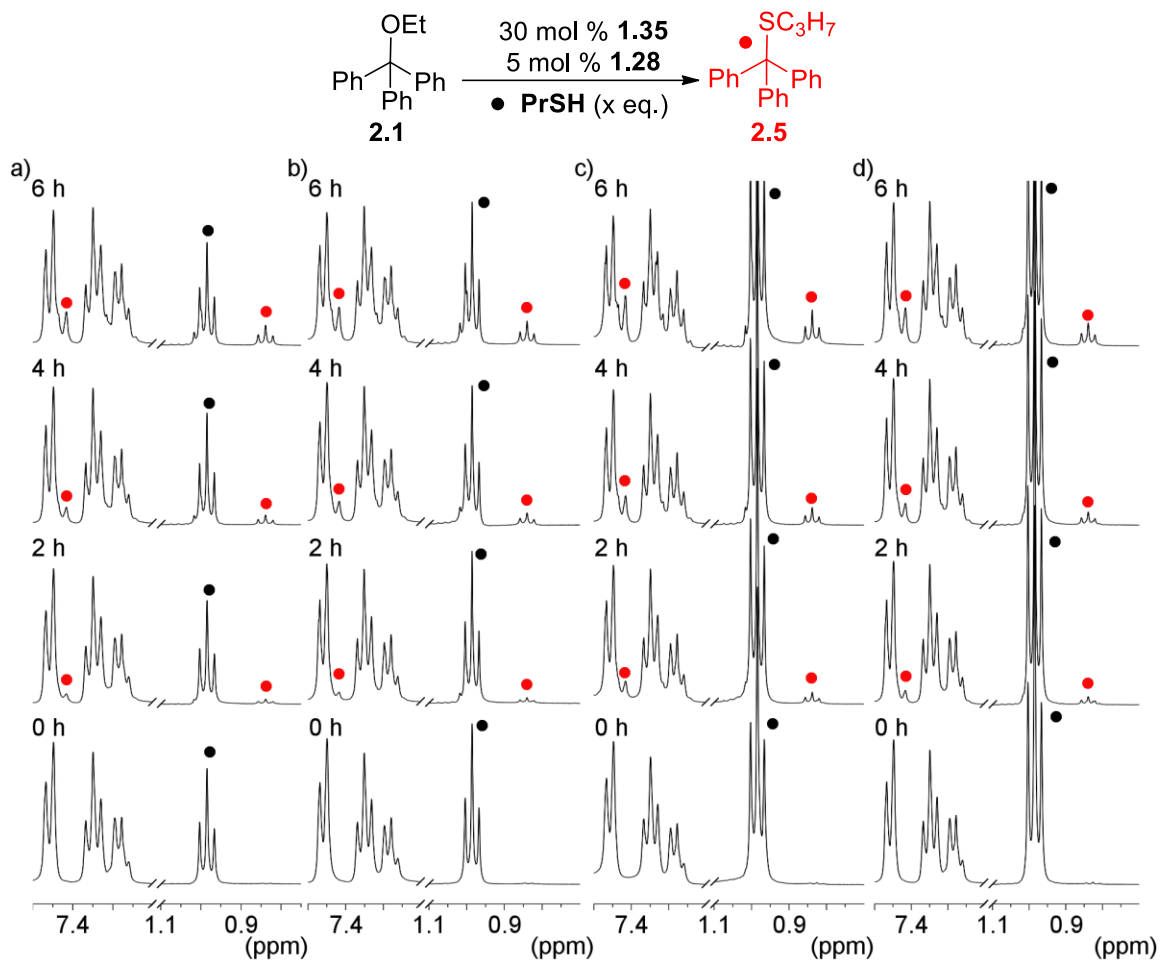 OEt
Ph
Ph
Ph
2.1
30 mol % 1.35
5 mol % 1.28
● PrSH (x eq.)
SC3H7
Ph
Ph
Ph
2.5
a)
b)
c)
d)
6 h
6 h
6 h
6 h
4 h
4 h
4 h
4 h
2 h
2 h
2 h
2 h
0 h
0 h
0 h
0 h
7.4 1.1 0.9
7.4 1.1 0.9
7.4 1.1 0.9
7.4 1.1 0.9
(ppm)
(ppm)
(ppm)
(ppm)